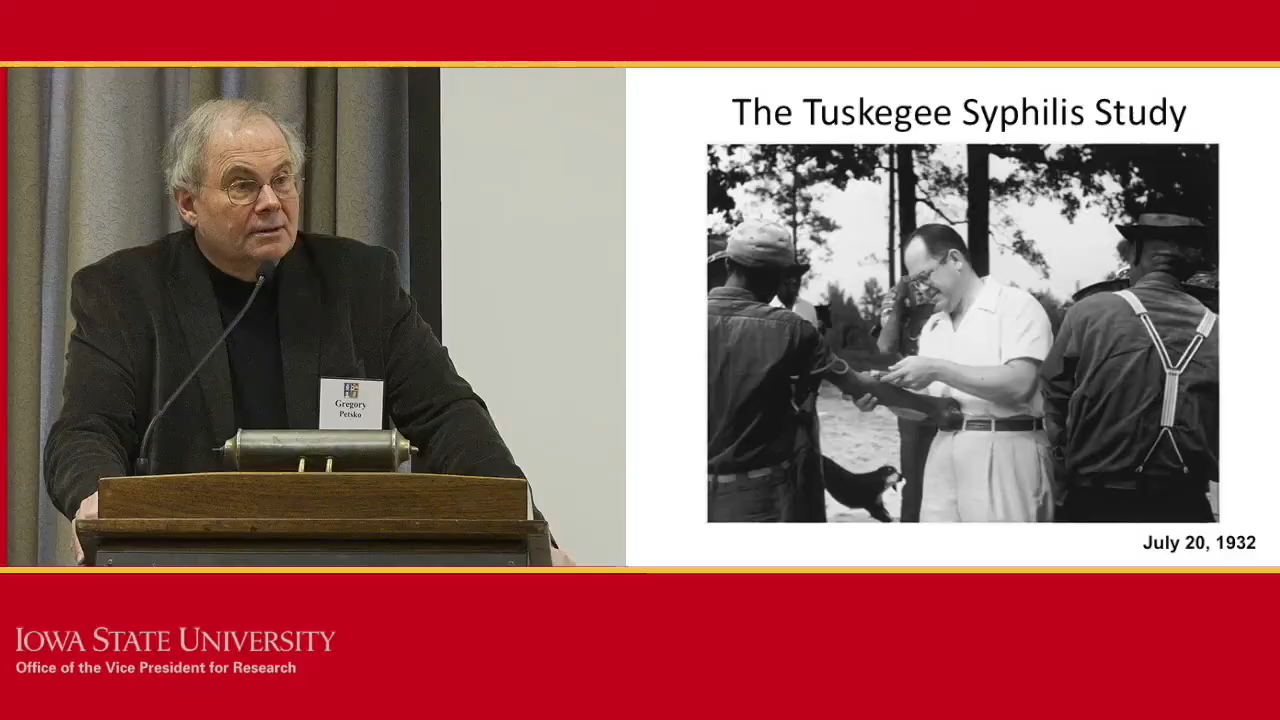 The Tuskegee Syphilis Study
Gregory
Petsko
July 20, 1932
IOWA STATE UNIVERSITY
Office of the Vice President for Research